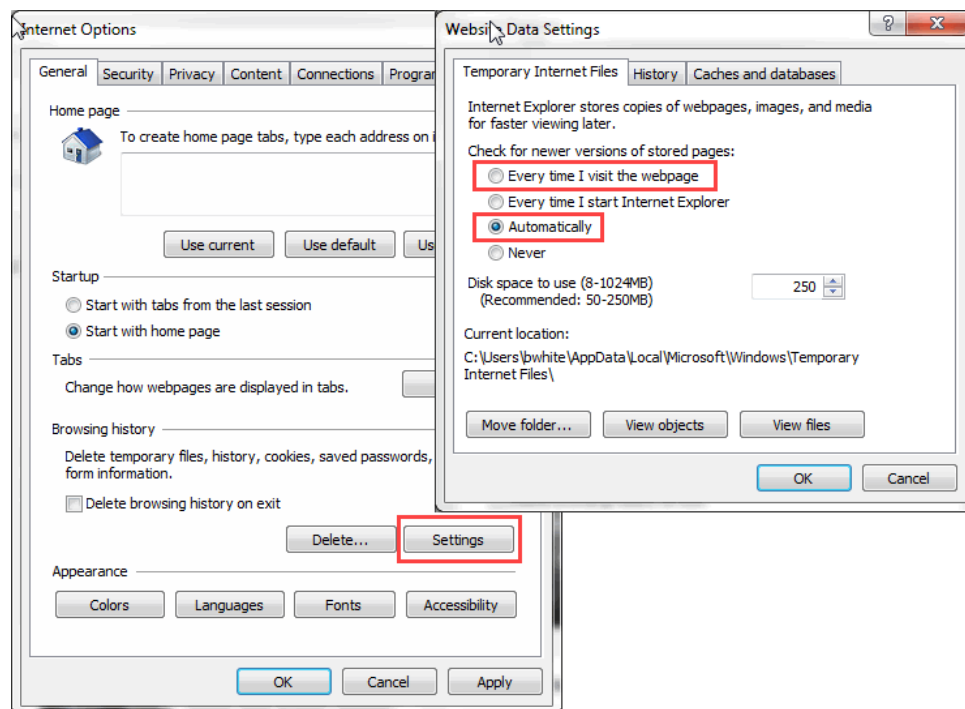 Internet Options
General
Security
Privacy
Content
Connections
Home page
To create home page tabs, type each address on
Use current
Use default
Startup
Start with tabs from the last session
Start with home page
Tabs
Change how webpages are displayed in tabs.
Browsing history
Delete temporary files, history, cookies, saved passwords,
form information.
Delete browsing history on exit
Delete...
Settings
Appearance
Colors
Languages
Fonts
Accessibility
OK
Cancel
Apply
Website Data Settings
?
X
Temporary Internet Files
History
Caches and databases
Internet Explorer stores copies of webpages, images, and media
for faster viewing later.
Check for newer versions of stored pages:
Every time I visit the webpage
Every time I start Internet Explorer
Automatically
Never
Disk space to use (8-1024MB)
(Recommended: 50-250MB)
250
Current location:
C:\Users\bwhite\AppData\Local\Microsoft\Windows\Temporary
Internet Files\
Move folder...
View objects
View files
OK
Cancel